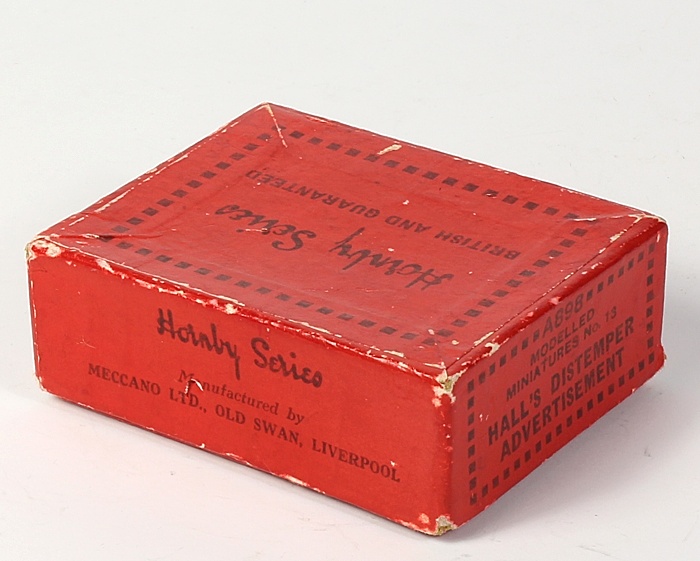 Hornby Series
BRITISH AND GUARANTEED
Hornby Series
Manufactured by
MECCANO LTD., OLD SWAN, LIVERPOOL
A898
MODELLED
MINIATURES No. 13
HALL'S DISTEMPER
ADVERTISEMENT